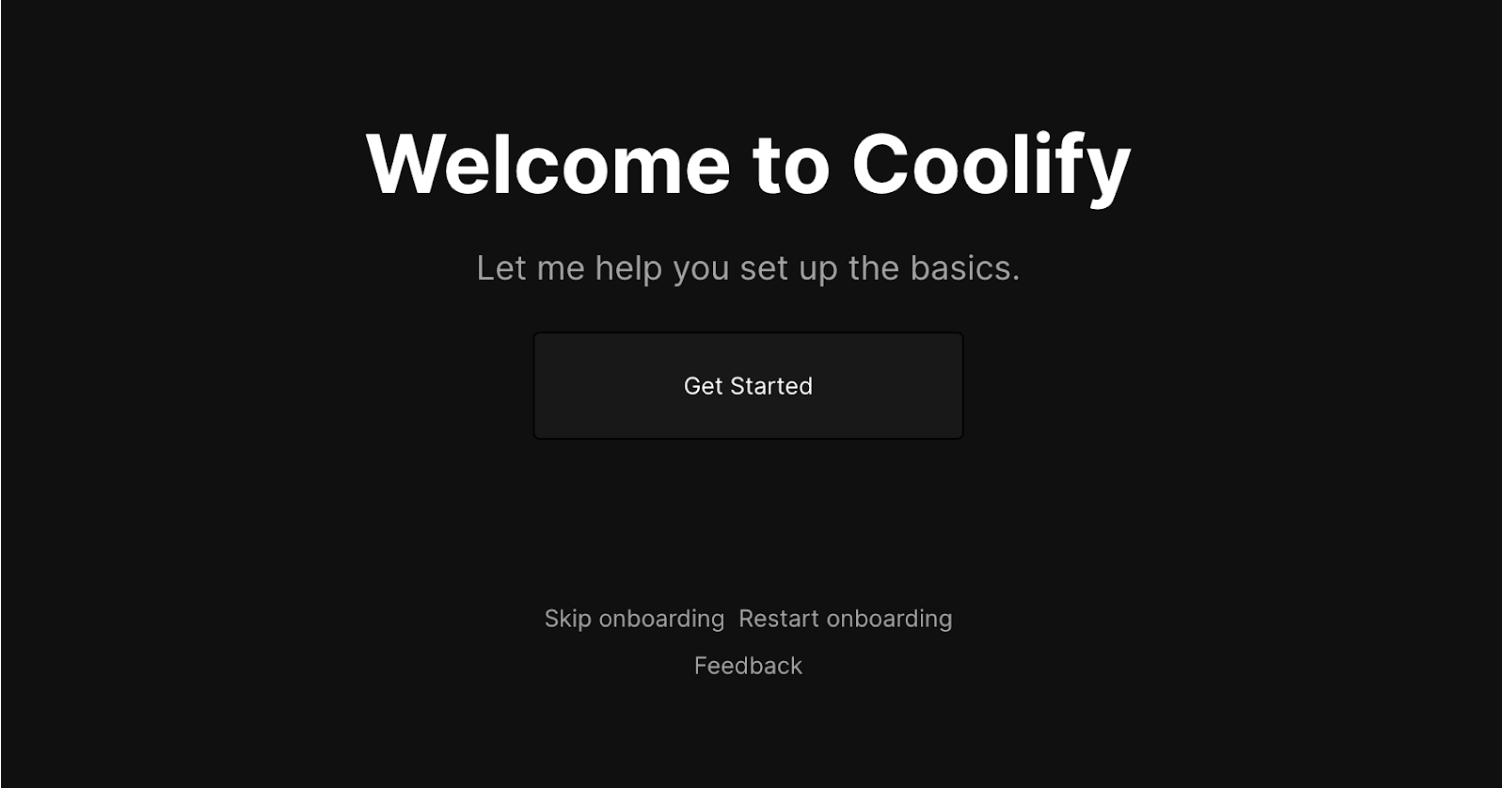 Welcome to Coolify
Let me help you set up the basics.
Get Started
Skip onboarding Restart onboarding
Feedback